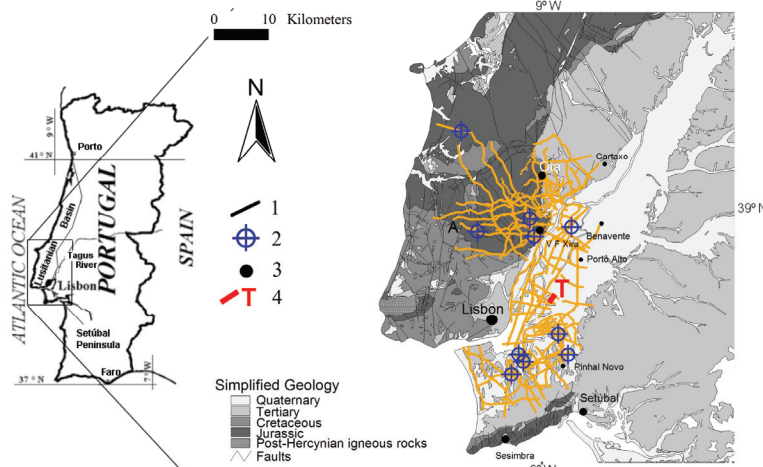 0 10 Kilometers
9° W
N
9° W
Porto
41° N
Cartaxo
Ota
ATLANTIC OCEAN
Basin
PORTUGAL
SPAIN
39° N
1
A
Benavente
V F Xira
Lusitanian
2
Tagus
River
Porto Alto
3
Lisbon
T
4
Lisbon
Setúbal
Peninsula
Pinhal Novo
Faro
7° W
37° N
Simplified Geology
Quaternary
Tertiary
Cretaceous
Jurassic
Post-Hercynian igneous rocks
Faults
T
Setúbal
Sesimbra